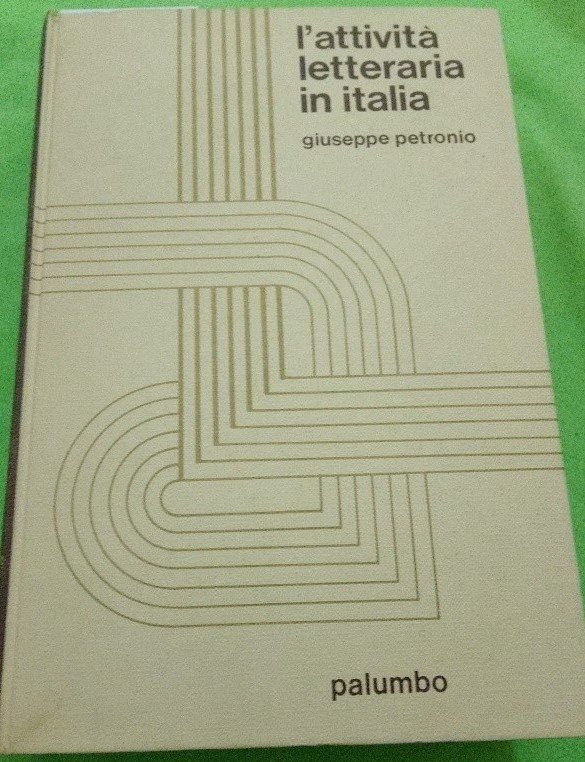 l'attività
letteraria
in italia
giuseppe petronio
palumbo